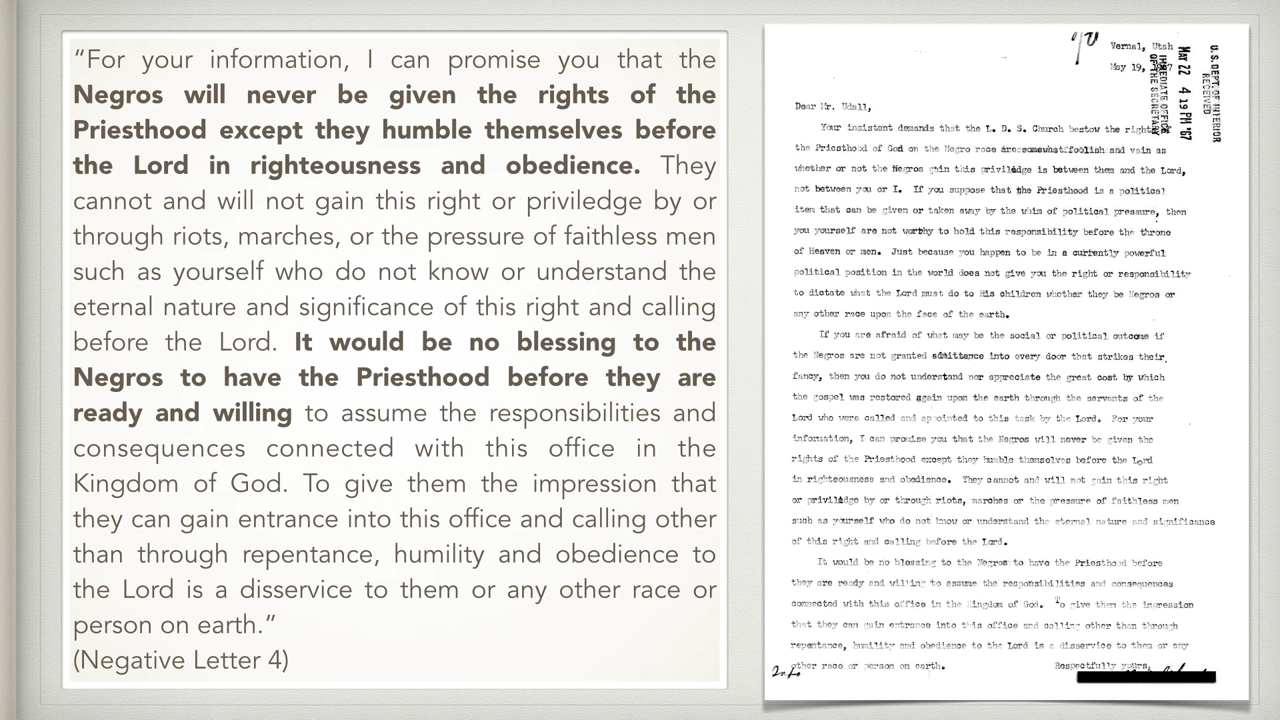 “For your information, I can promise you that the
Negros will never be given the rights of the
Priesthood except they humble themselves before
the Lord in righteousness and obedience. They
cannot and will not gain this right or priviledge by or
through riots, marches, or the pressure of faithless men
such as yourself who do not know or understand the
eternal nature and significance of this right and calling
before the Lord. It would be no blessing to the
Negros to have the Priesthood before they are
ready and willing to assume the responsibilities and
consequences connected with this office in the
Kingdom of God. To give them the impression that
they can gain entrance into this office and calling other
than through repentance, humility and obedience to
the Lord is a disservice to them or any other race or
person on earth.”
(Negative Letter 4)
Vernal, Utah
May 19,
U.S. DEPT. OF INTERIOR
RECEIVED
MAY 22 4 19 PM '67
IMMEDIATE OFFICE
OF THE SECRETARY
Dear Mr. Udall,
Your insistent demands that the L. D. S. Church bestow the right
the Priesthood of God on the Negro race are somewhat foolish and vain as
whether or not the Negros gain this priviledge is between them and the Lord,
not between you or I. If you suppose that the Priesthood is a political
item that can be given or taken away by the whim of political pressure, then
you yourself are not worthy to hold this responsibility before the throne
of Heaven or men. Just because you happen to be in a currently powerful
political position in the world does not give you the right or responsibility
to dictate what the Lord must do to His children whether they be Negros or
any other race upon the face of the earth.
If you are afraid of what may be the social or political outcome if
the Negros are not granted admittance into every door that strikes their
fancy, then you do not understand nor appreciate the great cost by which
the gospel was restored again upon the earth through the servants of the
Lord who were called and appointed to this task by the Lord. For your
information, I can promise you that the Negros will never be given the
rights of the Priesthood except they humble themselves before the Lord
in righteousness and obedience. They cannot and will not gain this right
or priviledge by or through riots, marches or the pressure of faithless men
such as yourself who do not know or understand the eternal nature and significance
of this right and calling before the Lord.
It would be no blessing to the Negros to have the Priesthood before
they are ready and willing to assume the responsibilities and consequences
connected with this office in the Kingdom of God. To give them the impression
that they can gain entrance into this office and calling other than through
repentance, humility and obedience to the Lord is a disservice to them or any
other race or person on earth.
Respectfully yours,